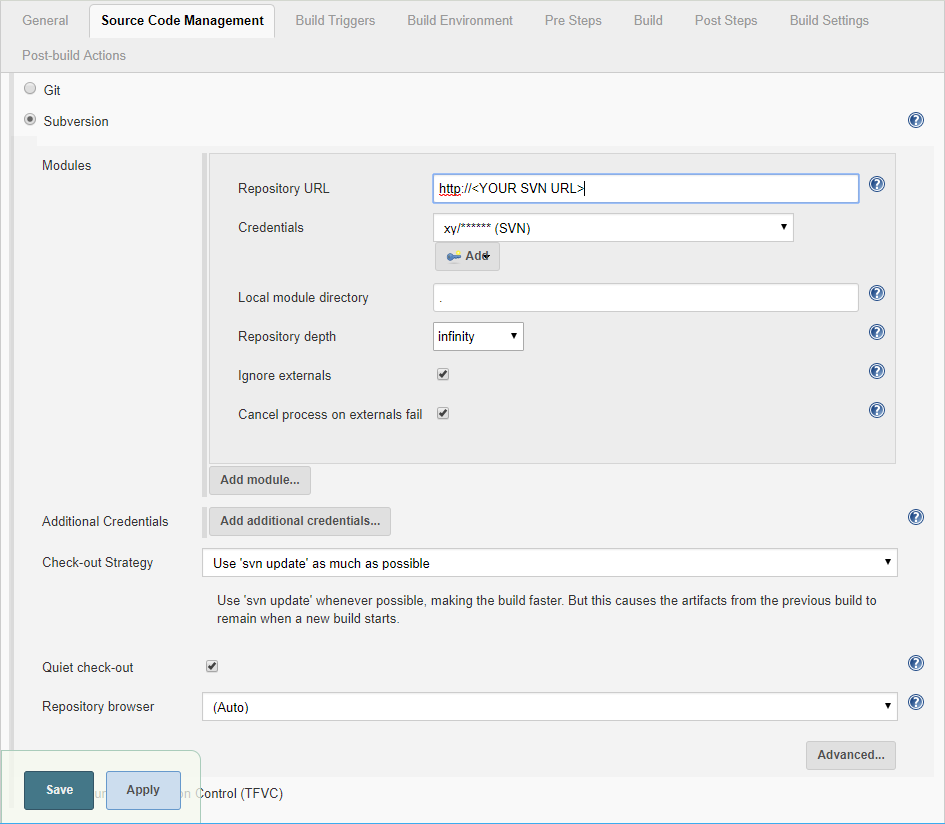 General Source Code Management Build Triggers Build Environment Pre Steps Build Post Steps Build Settings
Post-build Actions
Git
Subversion
Modules
Repository URL http://<YOUR SVN URL>
Credentials xy/****** (SVN)
Add
Local module directory .
Repository depth infinity
Ignore externals
Cancel process on externals fail
Add module...
Additional Credentials Add additional credentials...
Check-out Strategy Use 'svn update' as much as possible
Use 'svn update' whenever possible, making the build faster. But this causes the artifacts from the previous build to
remain when a new build starts.
Quiet check-out
Repository browser (Auto)
Advanced...
Save Apply Control (TFVC)